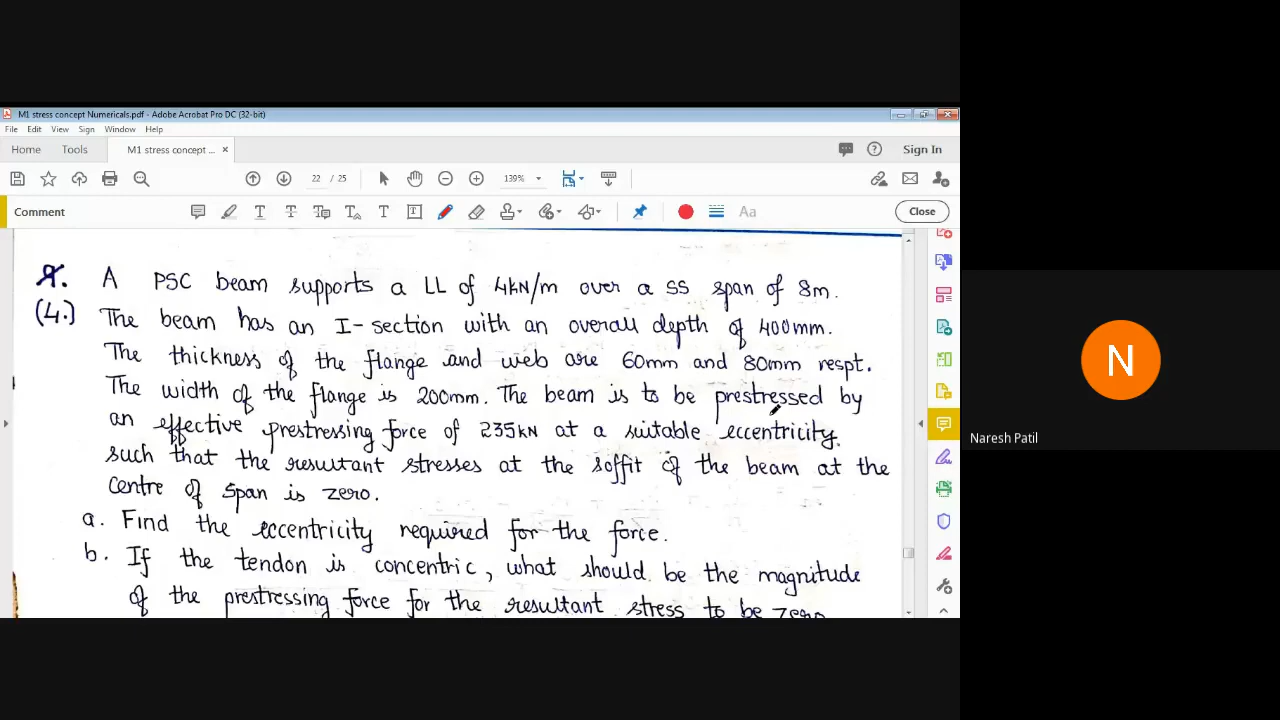 M1 stress concept Numericals.pdf - Adobe Acrobat Pro DC (32-bit)
File Edit View Sign Window Help
Home Tools M1 stress concept ... × Sign In
22 / 25 139%
Comment Aa Close
Q. A PSC beam supports a LL of 4kN/m over a SS span of 8m.
(4.) The beam has an I-section with an overall depth of 400mm.
The thickness of the flange and web are 60mm and 80mm respt.
The width of the flange is 200mm. The beam is to be prestressed by
an effective prestressing force of 235kN at a suitable eccentricity
such that the resultant stresses at the soffit of the beam at the
centre of span is zero.
a. Find the eccentricity required for the force.
b. If the tendon is concentric, what should be the magnitude
of the prestressing force for the resultant stress to be zero
N
Naresh Patil